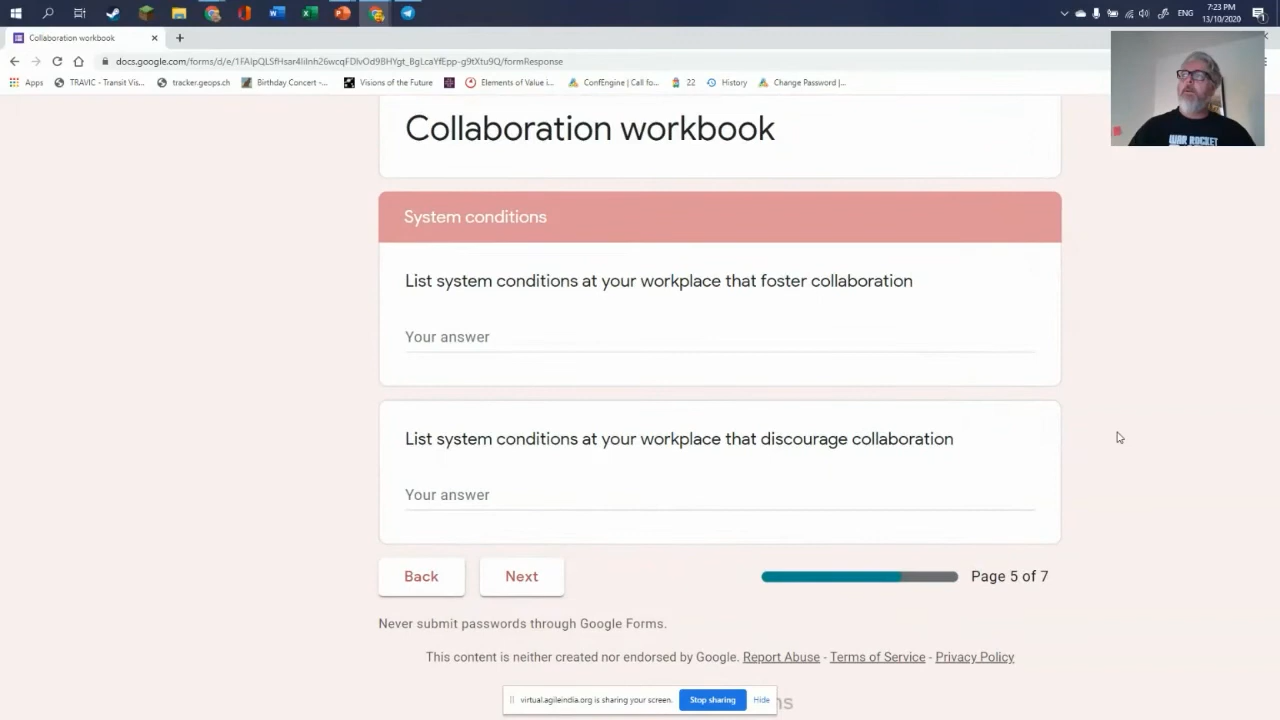 7:23 PM
ENG
13/10/2020
Collaboration workbook
docs.google.com/forms/d/e/
/formResponse
Apps
TRAVIC - Transit Vis...
tracker.geops.ch
Birthday Concert -...
Visions of the Future
Elements of Value i...
ConfEngine | Call fo...
22
History
Change Password |...
WAR ROCKET
Collaboration workbook
System conditions
List system conditions at your workplace that foster collaboration
Your answer
List system conditions at your workplace that discourage collaboration
Your answer
Back
Next
Page 5 of 7
Never submit passwords through Google Forms.
This content is neither created nor endorsed by Google. Report Abuse - Terms of Service - Privacy Policy
virtual.agileindia.org is sharing your screen.
Stop sharing
Hide